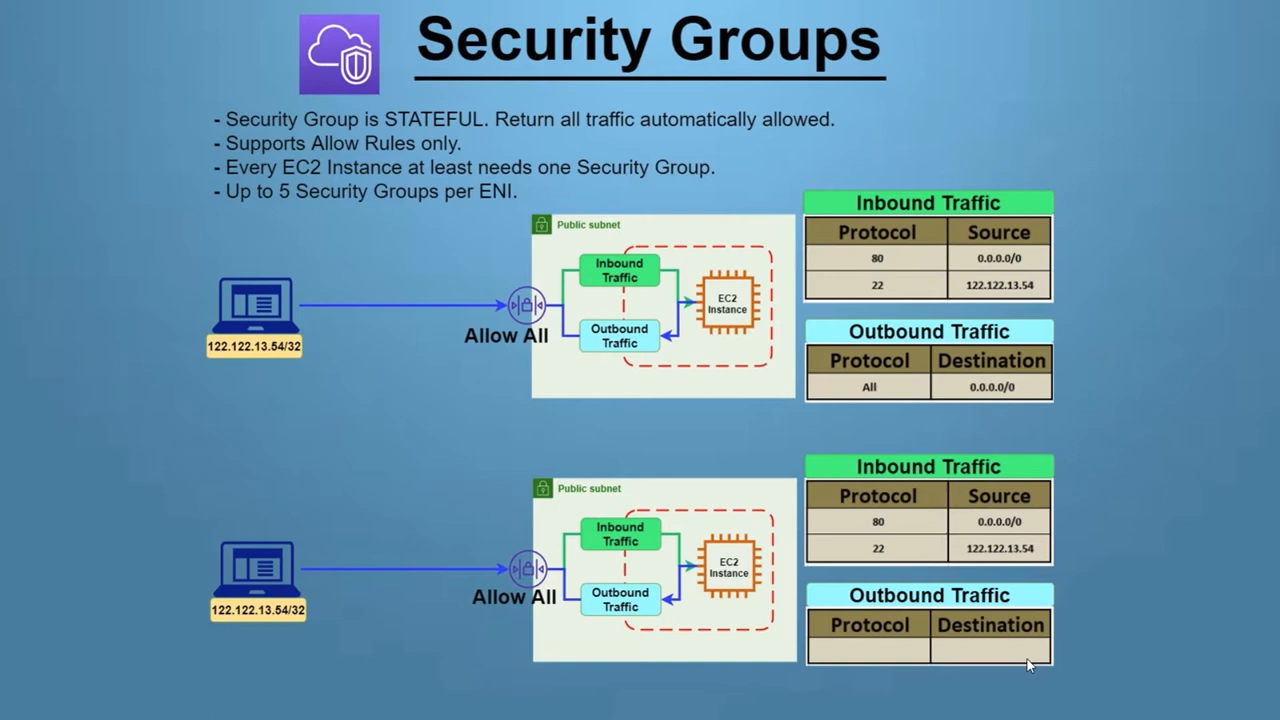 Security Groups
- Security Group is STATEFUL. Return all traffic automatically allowed.
- Supports Allow Rules only.
- Every EC2 Instance at least needs one Security Group.
- Up to 5 Security Groups per ENI.
Public subnet
Inbound
Traffic
EC2
Instance
Outbound
Traffic
Allow All
122.122.13.54/32
Inbound Traffic
Protocol Source
80 0.0.0.0/0
22 122.122.13.54
Outbound Traffic
Protocol Destination
All 0.0.0.0/0
Public subnet
Inbound
Traffic
EC2
Instance
Outbound
Traffic
Allow All
122.122.13.54/32
Inbound Traffic
Protocol Source
80 0.0.0.0/0
22 122.122.13.54
Outbound Traffic
Protocol Destination